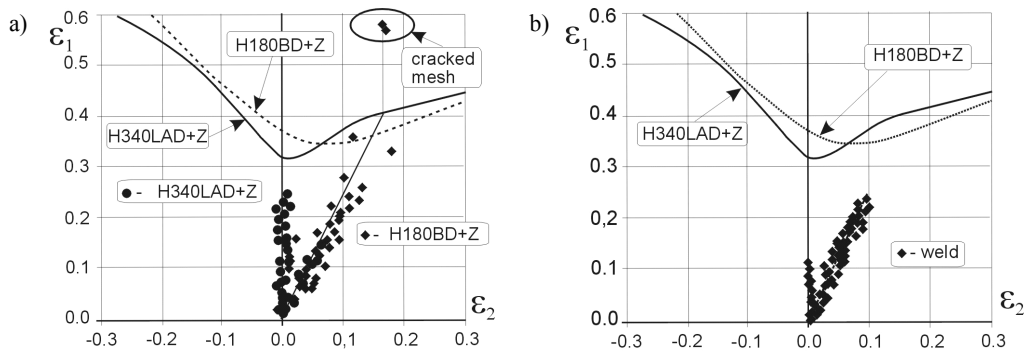 a)
ε1
0.6
0.5
0.4
0.3
0.2
0.1
0.0
H180BD+Z
cracked
mesh
H340LAD+Z
- H340LAD+Z
- H180BD+Z
ε2
-0.3 -0.2 -0.1 0.0 0,1 0.2 0.3
b)
ε1
0.6
0.5
0.4
0.3
0,2
0.1
0.0
H180BD+Z
H340LAD+Z
- weld
ε2
-0.3 -0.2 -0.1 0.0 0.1 0.2 0.3